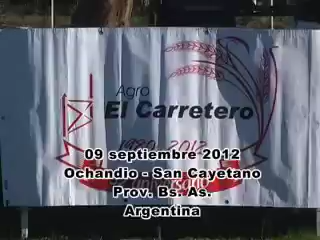 Agro
El Carretero
09 septiembre 2012
Ochandio - San Cayetano
Prov. Bs. As.
Argentina